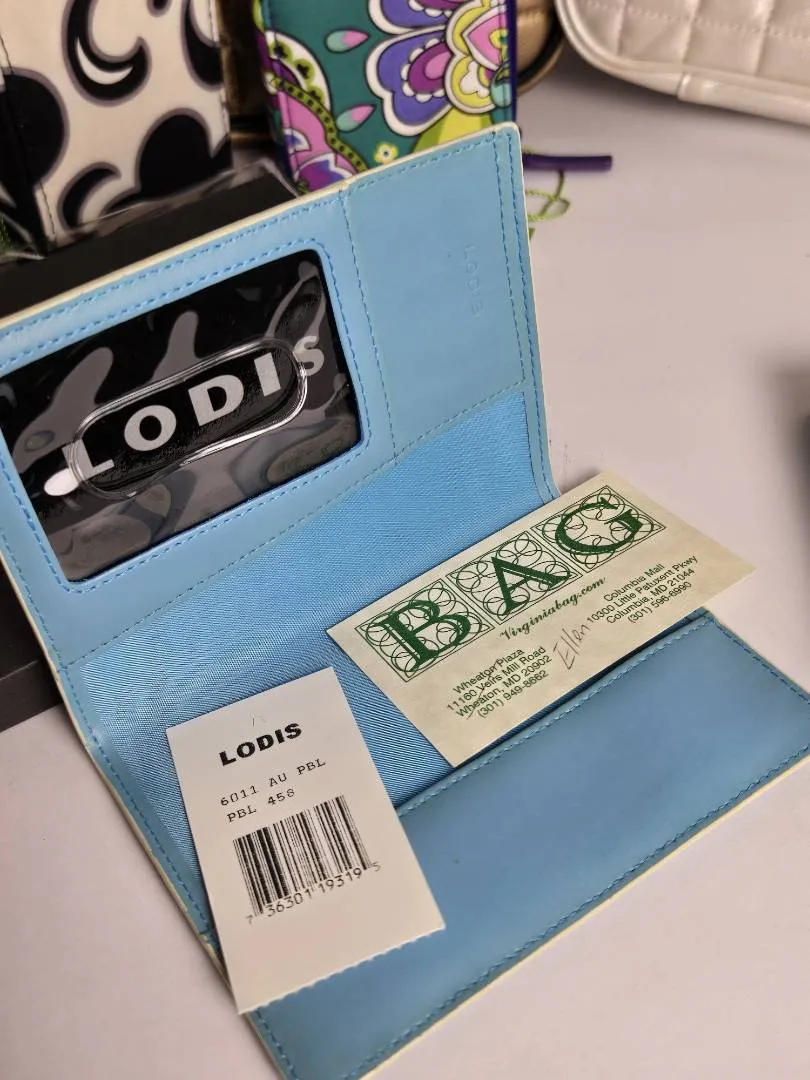 LODIS
LODIS
BAG
Virginiabag.com
Wheaton Plaza
11160 Veirs Mill Road
Wheaton, MD 20902
(301) 949-8662
Ellen
Columbia Mall
10300 Little Patuxent Pkwy
Columbia, MD 21044
(301) 596-6990
LODIS
6011 AU PBL
PBL 458
7 36301 19319 5